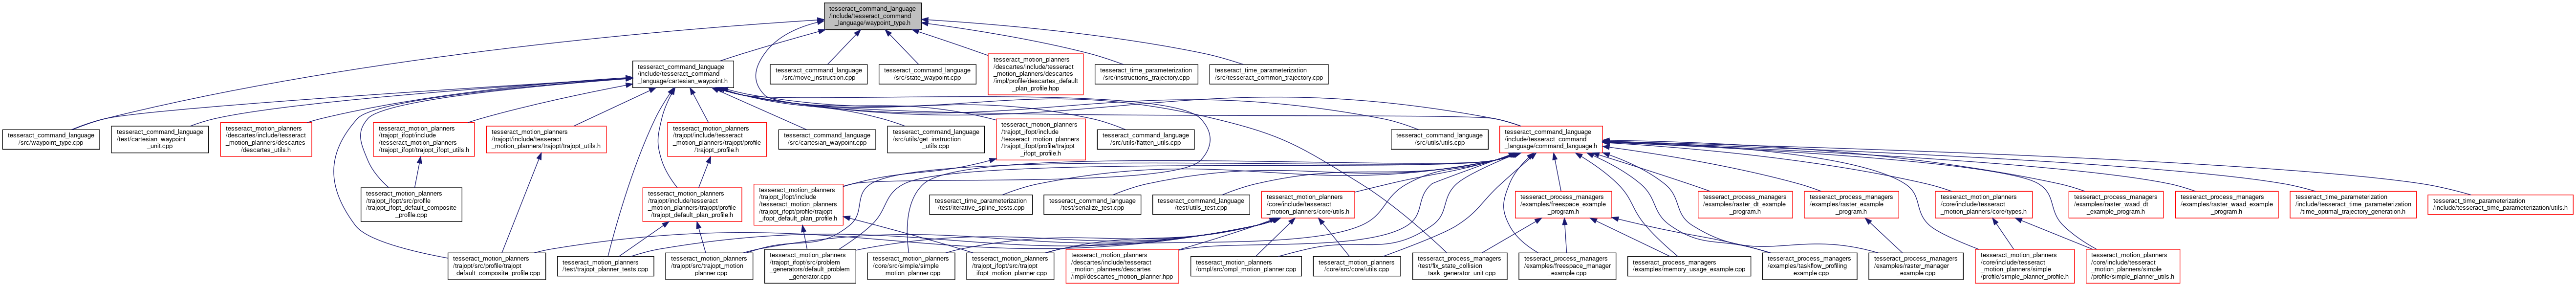 tesseract_command_language
/include/tesseract_command
_language/waypoint_type.h
tesseract_command_language
/include/tesseract_command
_language/cartesian_waypoint.h
tesseract_command_language
/src/move_instruction.cpp
tesseract_command_language
/src/state_waypoint.cpp
tesseract_motion_planners
/descartes/include/tesseract
_motion_planners/descartes
/impl/profile/descartes_default
_plan_profile.hpp
tesseract_time_parameterization
/src/instructions_trajectory.cpp
tesseract_time_parameterization
/src/tesseract_common_trajectory.cpp
tesseract_command_language
/src/waypoint_type.cpp
tesseract_command_language
/test/cartesian_waypoint
_unit.cpp
tesseract_motion_planners
/descartes/include/tesseract
_motion_planners/descartes
/descartes_utils.h
tesseract_motion_planners
/trajopt_ifopt/include
/tesseract_motion_planners
/trajopt_ifopt/trajopt_ifopt_utils.h
tesseract_motion_planners
/trajopt/include/tesseract
_motion_planners/trajopt/trajopt_utils.h
tesseract_motion_planners
/trajopt/include/tesseract
_motion_planners/trajopt/profile
/trajopt_profile.h
tesseract_command_language
/src/cartesian_waypoint.cpp
tesseract_command_language
/src/utils/get_instruction
_utils.cpp
tesseract_motion_planners
/trajopt_ifopt/include
/tesseract_motion_planners
/trajopt_ifopt/profile/trajopt
_ifopt_profile.h
tesseract_command_language
/src/utils/flatten_utils.cpp
tesseract_command_language
/src/utils/utils.cpp
tesseract_command_language
/include/tesseract_command
_language/command_language.h
tesseract_motion_planners
/trajopt_ifopt/src/profile
/trajopt_ifopt_default_composite
_profile.cpp
tesseract_motion_planners
/trajopt/include/tesseract
_motion_planners/trajopt/profile
/trajopt_default_plan_profile.h
tesseract_motion_planners
/trajopt_ifopt/include
/tesseract_motion_planners
/trajopt_ifopt/profile/trajopt
_ifopt_default_plan_profile.h
tesseract_time_parameterization
/test/iterative_spline_tests.cpp
tesseract_command_language
/test/serialize_test.cpp
tesseract_command_language
/test/utils_test.cpp
tesseract_motion_planners
/core/include/tesseract
_motion_planners/core/utils.h
tesseract_process_managers
/examples/freespace_example
_program.h
tesseract_process_managers
/examples/raster_dt_example
_program.h
tesseract_process_managers
/examples/raster_example
_program.h
tesseract_motion_planners
/core/include/tesseract
_motion_planners/core/types.h
tesseract_process_managers
/examples/raster_waad_dt
_example_program.h
tesseract_process_managers
/examples/raster_waad_example
_program.h
tesseract_time_parameterization
/include/tesseract_time_parameterization
/time_optimal_trajectory_generation.h
tesseract_time_parameterization
/include/tesseract_time_parameterization/utils.h
tesseract_motion_planners
/trajopt/src/profile/trajopt
_default_composite_profile.cpp
tesseract_motion_planners
/test/trajopt_planner_tests.cpp
tesseract_motion_planners
/trajopt/src/trajopt_motion
_planner.cpp
tesseract_motion_planners
/trajopt_ifopt/src/problem
_generators/default_problem
_generator.cpp
tesseract_motion_planners
/core/src/simple/simple
_motion_planner.cpp
tesseract_motion_planners
/trajopt_ifopt/src/trajopt
_ifopt_motion_planner.cpp
tesseract_motion_planners
/descartes/include/tesseract
_motion_planners/descartes
/impl/descartes_motion_planner.hpp
tesseract_motion_planners
/ompl/src/ompl_motion_planner.cpp
tesseract_motion_planners
/core/src/core/utils.cpp
tesseract_process_managers
/test/fix_state_collision
_task_generator_unit.cpp
tesseract_process_managers
/examples/freespace_manager
_example.cpp
tesseract_process_managers
/examples/memory_usage_example.cpp
tesseract_process_managers
/examples/taskflow_profiling
_example.cpp
tesseract_process_managers
/examples/raster_manager
_example.cpp
tesseract_motion_planners
/core/include/tesseract
_motion_planners/simple
/profile/simple_planner_profile.h
tesseract_motion_planners
/core/include/tesseract
_motion_planners/simple
/profile/simple_planner_utils.h